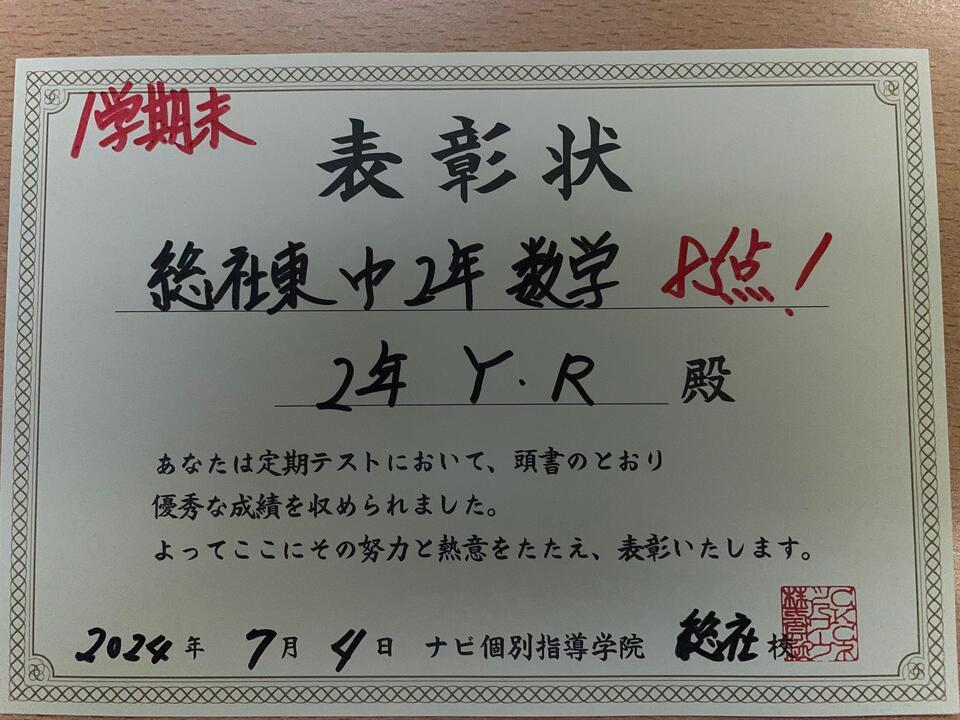 1学期末
表彰状
総社東中2年 数学 点!
2年 Y.R 殿
あなたは定期テストにおいて、頭書のとおり
優秀な成績を収められました。
よってここにその努力と熱意をたたえ、表彰いたします。
2024年 7月 4日 ナビ個別指導学院 総社校